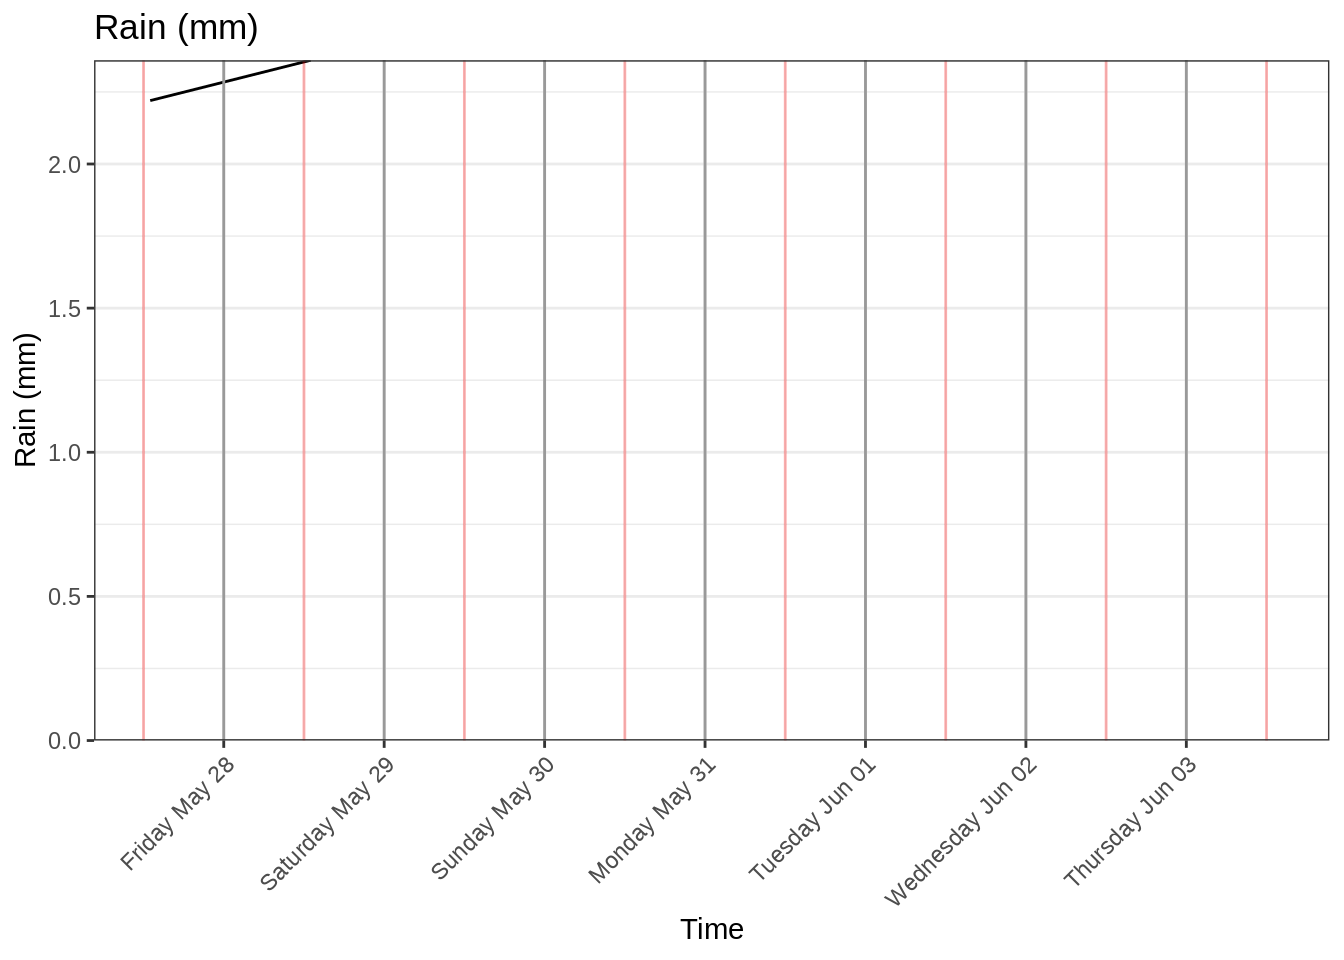 Rain (mm)
Rain (mm)
2.0
1.5
1.0
0.5
0.0
Friday May 28
Saturday May 29
Sunday May 30
Monday May 31
Tuesday Jun 01
Wednesday Jun 02
Thursday Jun 03
Time